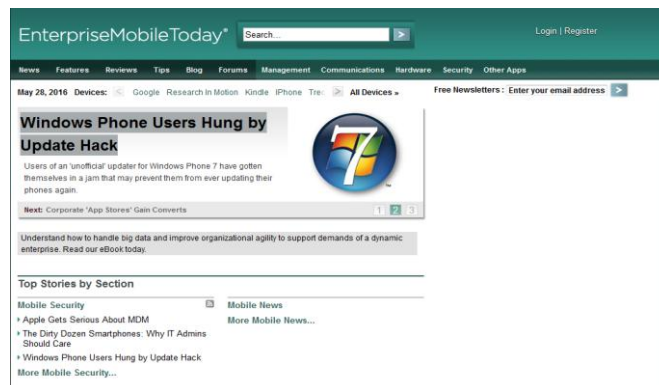 EnterpriseMobileToday
Search...
Login | Register
News Features Reviews Tips Blog Forums Management Communications Hardware Security Other Apps
May 28, 2016 Devices: < Google Research In Motion Kindle IPhone Tre > All Devices »
Free Newsletters : Enter your email address >
Windows Phone Users Hung by
Update Hack
Users of an 'unofficial' updater for Windows Phone 7 have gotten
themselves in a jam that may prevent them from ever updating their
phones again.
7
Next: Corporate 'App Stores' Gain Converts
1 2 3
Understand how to handle big data and improve organizational agility to support demands of a dynamic
enterprise. Read our eBook today.
Top Stories by Section
Mobile Security
Apple Gets Serious About MDM
The Dirty Dozen Smartphones: Why IT Admins
Should Care
Windows Phone Users Hung by Update Hack
More Mobile Security...
Mobile News
More Mobile News...